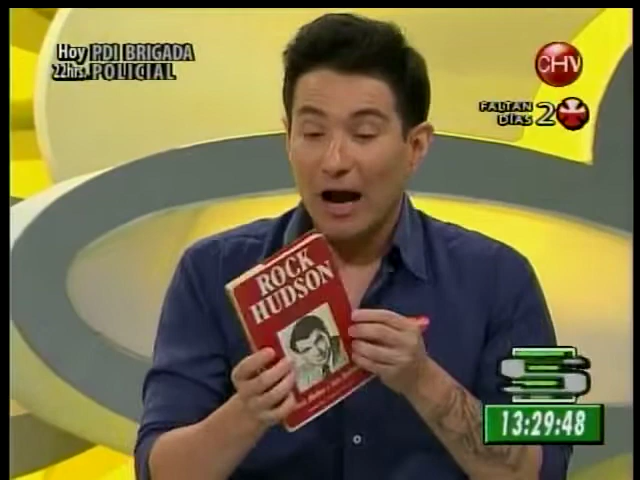 Hoy PDI BRIGADA
22hrs. POLICIAL
CHV
FALTAN
DÍAS 2
ROCK
HUDSON
S
13:29:48